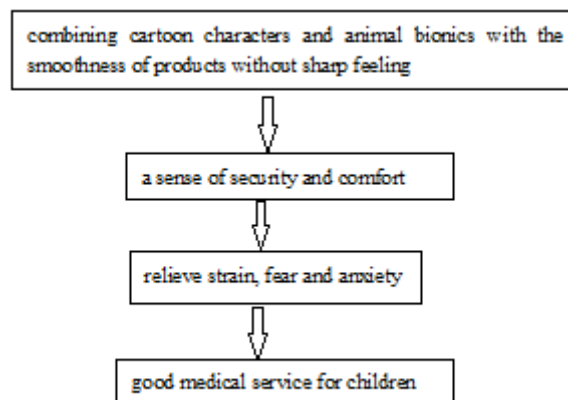 combining cartoon characters and animal bionics with the
smoothness of products without sharp feeling
a sense of security and comfort
relieve strain, fear and anxiety
good medical service for children